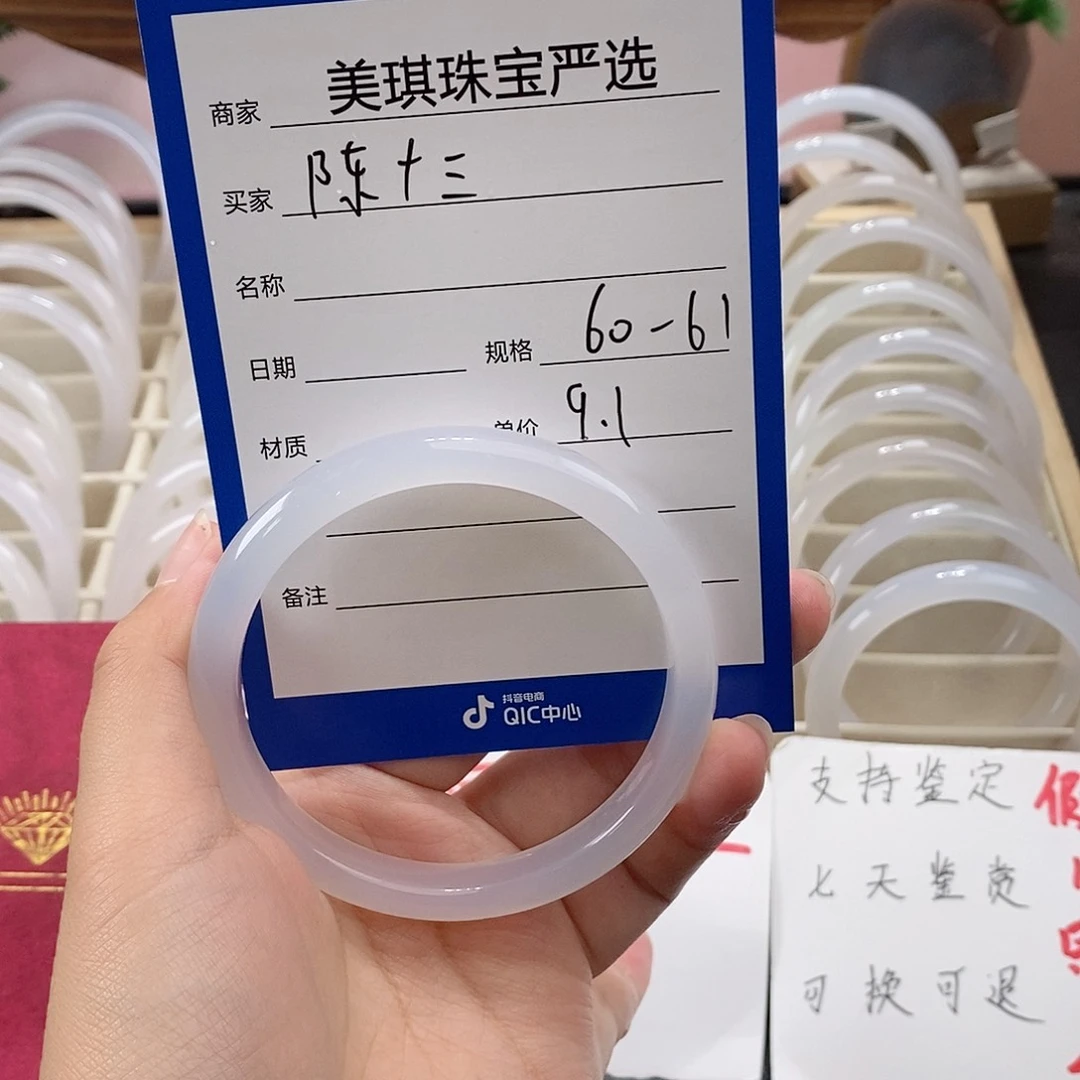 商家 美琪珠宝严选
买家 陈十三
名称
日期 规格 60-61
材质 单价 9.1
备注
抖音电商
QIC中心
支持鉴定
七天鉴赏
可换可退